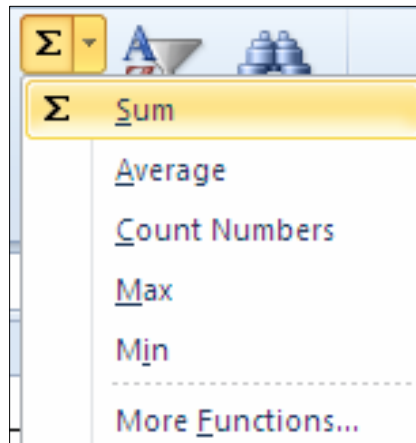 Σ
Σ Sum
Average
Count Numbers
Max
Min
More Functions...